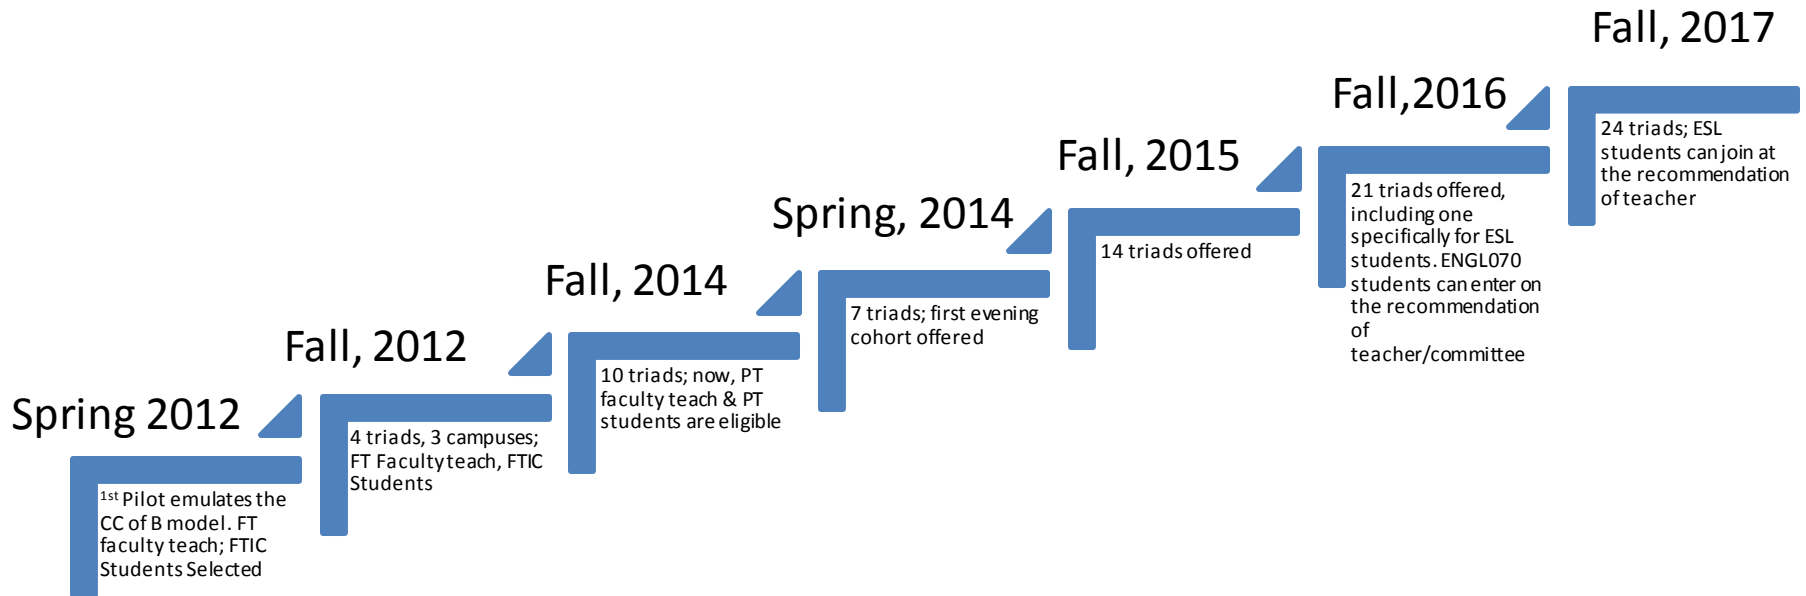 Spring 2012
1st Pilot emulates the
CC of B model. FT
faculty teach; FTIC
Students Selected
Fall, 2012
4 triads, 3 campuses;
FT Faculty teach, FTIC
Students
Fall, 2014
10 triads; now, PT
faculty teach & PT
students are eligible
Spring, 2014
7 triads; first evening
cohort offered
Fall, 2015
14 triads offered
Fall,2016
21 triads offered,
including one
specifically for ESL
students. ENGL070
students can enter on
the recommendation
of
teacher/committee
Fall, 2017
24 triads; ESL
students can join at
the recommendation
of teacher